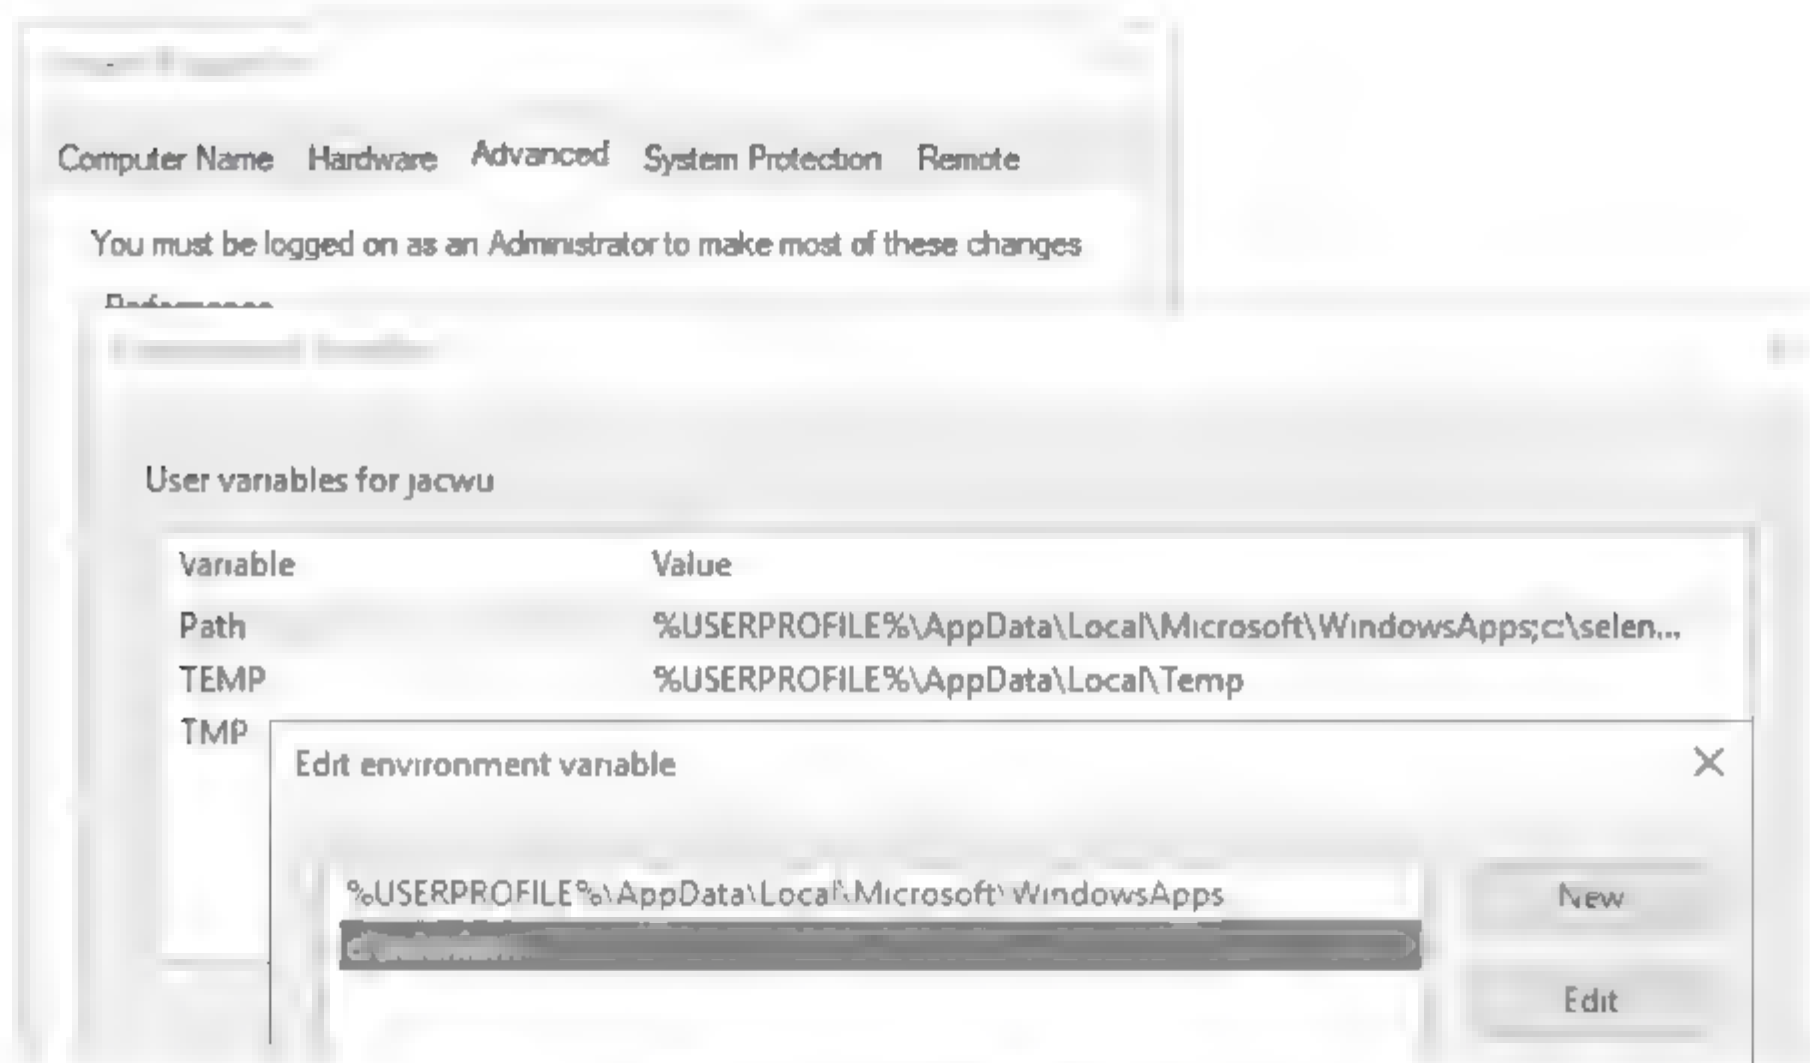 Computer Name Hardware Advanced System Protection Remote
You must be logged on as an Administrator to make most of these changes
Performance
User variables for jacwu
Variable Value
Path %USERPROFILE%\AppData\Local\Microsoft\WindowsApps;c:\selen...
TEMP %USERPROFILE%\AppData\Local\Temp
TMP
Edit environment variable
%USERPROFILE%\AppData\Local\Microsoft\WindowsApps
New
Edit